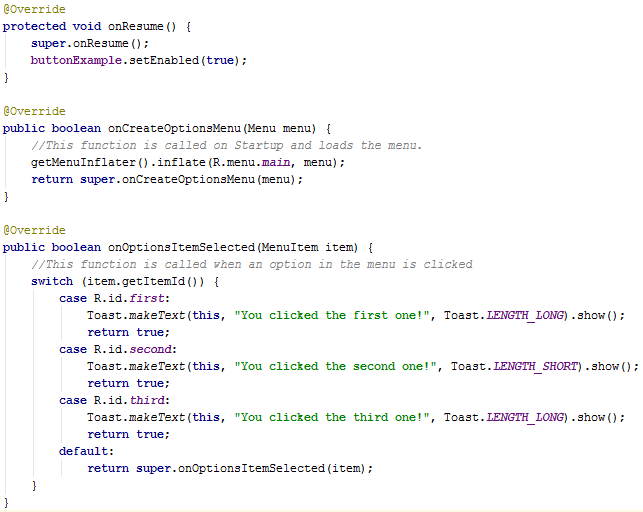 @Override
protected void onResume() {
    super.onResume();
    buttonExample.setEnabled(true);
}

@Override
public boolean onCreateOptionsMenu(Menu menu) {
    //This function is called on Startup and loads the menu.
    getMenuInflater().inflate(R.menu.main, menu);
    return super.onCreateOptionsMenu(menu);
}

@Override
public boolean onOptionsItemSelected(MenuItem item) {
    //This function is called when an option in the menu is clicked
    switch (item.getItemId()) {
        case R.id.first:
            Toast.makeText(this, "You clicked the first one!", Toast.LENGTH_LONG).show();
            return true;
        case R.id.second:
            Toast.makeText(this, "You clicked the second one!", Toast.LENGTH_SHORT).show();
            return true;
        case R.id.third:
            Toast.makeText(this, "You clicked the third one!", Toast.LENGTH_LONG).show();
            return true;
        default:
            return super.onOptionsItemSelected(item);
    }
}